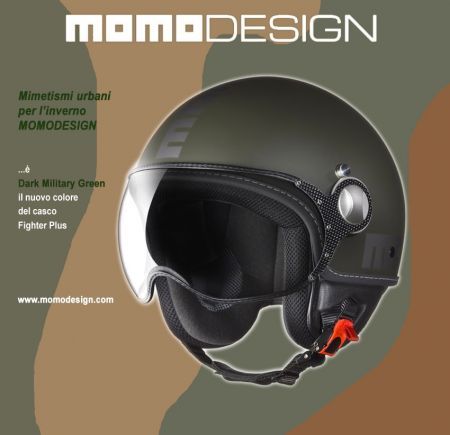 momoDESIGN
Mimetismi urbani
per l'inverno
MOMODESIGN
...è
Dark Military Green
il nuovo colore
del casco
Fighter Plus
www.momodesign.com
m